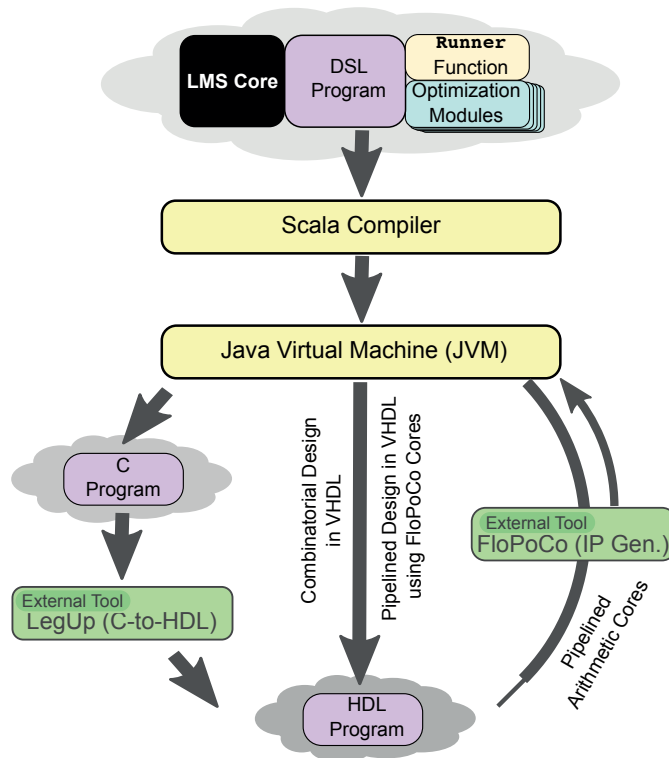 LMS Core
DSL
Program
Runner
Function
Optimization
Modules
Scala Compiler
Java Virtual Machine (JVM)
C
Program
Combinatorial Design
in VHDL
Pipelined Design in VHDL
using FloPoCo Cores
External Tool
FloPoCo (IP Gen.)
External Tool
LegUp (C-to-HDL)
Pipelined
Arithmetic Cores
HDL
Program